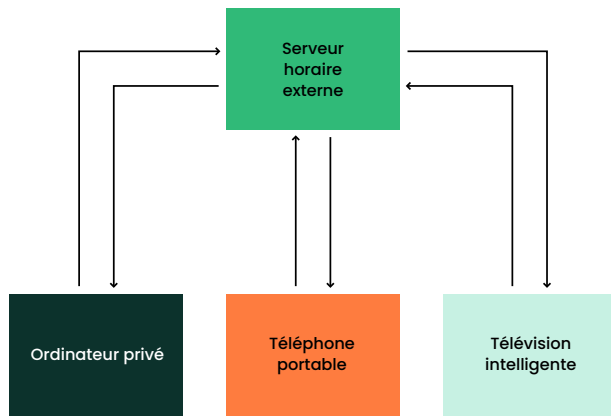 Serveur
horaire
externe
Ordinateur privé
Téléphone
portable
Télévision
intelligente